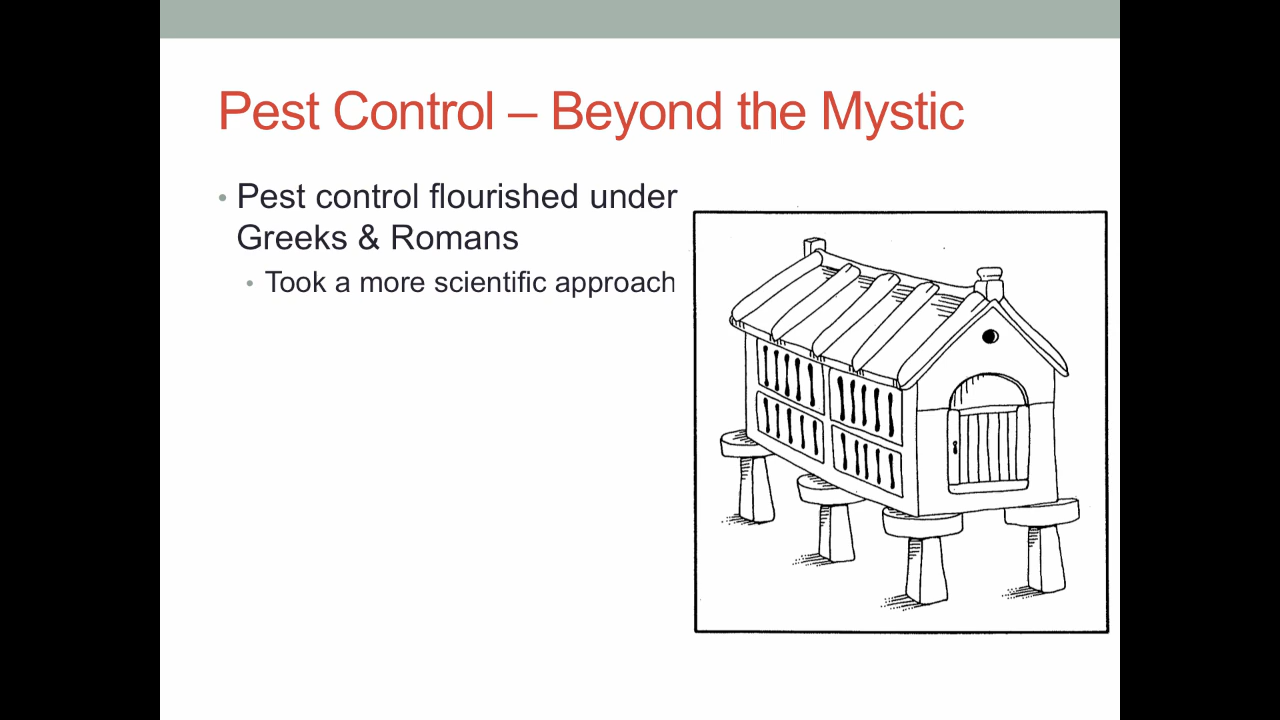 Pest Control – Beyond the Mystic
• Pest control flourished under
Greeks & Romans
• Took a more scientific approach